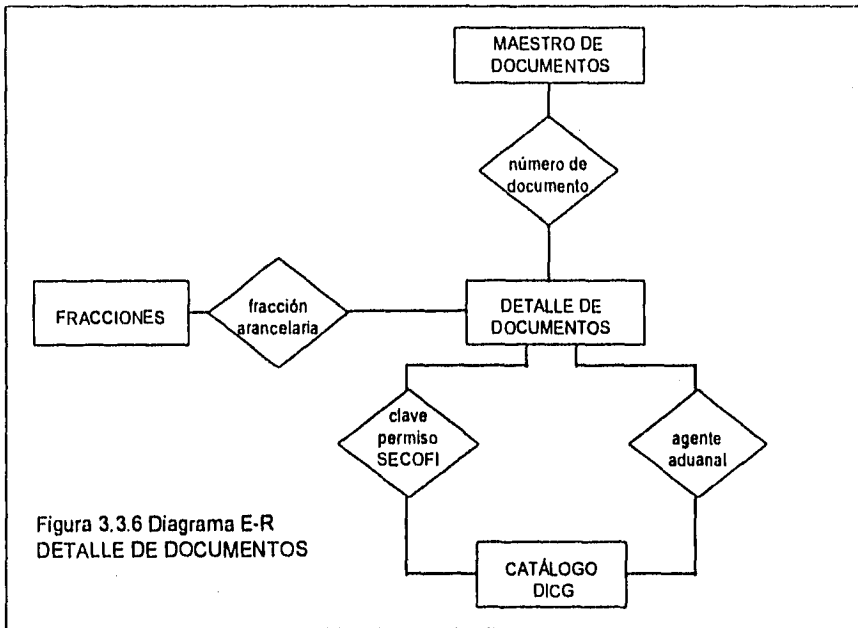 MAESTRO DE
DOCUMENTOS
número de
documento
FRACCIONES
fracción
arancelaria
DETALLE DE
DOCUMENTOS
clave
permiso
SECOFI
agente
aduanal
Figura 3.3.6 Diagrama E-R
DETALLE DE DOCUMENTOS
CATÁLOGO
DICG